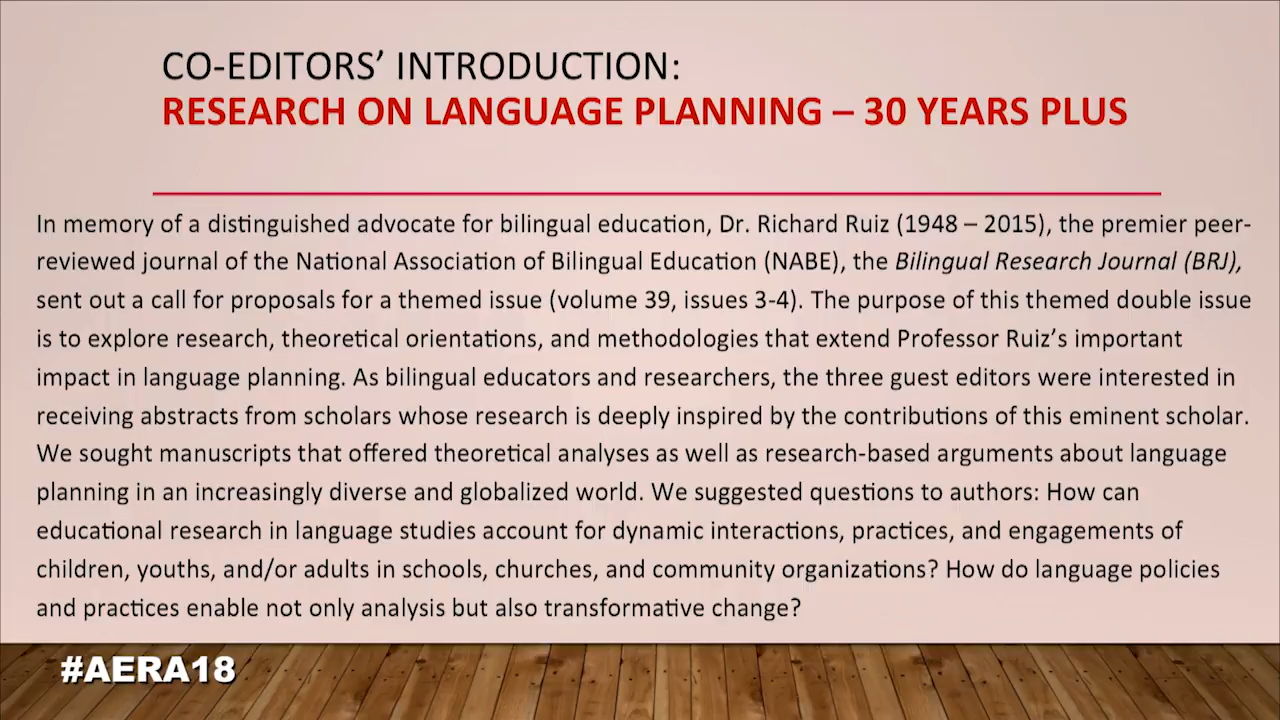 CO-EDITORS’ INTRODUCTION:
RESEARCH ON LANGUAGE PLANNING – 30 YEARS PLUS
In memory of a distinguished advocate for bilingual education, Dr. Richard Ruiz (1948 – 2015), the premier peer-
reviewed journal of the National Association of Bilingual Education (NABE), the Bilingual Research Journal (BRJ),
sent out a call for proposals for a themed issue (volume 39, issues 3-4). The purpose of this themed double issue
is to explore research, theoretical orientations, and methodologies that extend Professor Ruiz’s important
impact in language planning. As bilingual educators and researchers, the three guest editors were interested in
receiving abstracts from scholars whose research is deeply inspired by the contributions of this eminent scholar.
We sought manuscripts that offered theoretical analyses as well as research-based arguments about language
planning in an increasingly diverse and globalized world. We suggested questions to authors: How can
educational research in language studies account for dynamic interactions, practices, and engagements of
children, youths, and/or adults in schools, churches, and community organizations? How do language policies
and practices enable not only analysis but also transformative change?
#AERA18